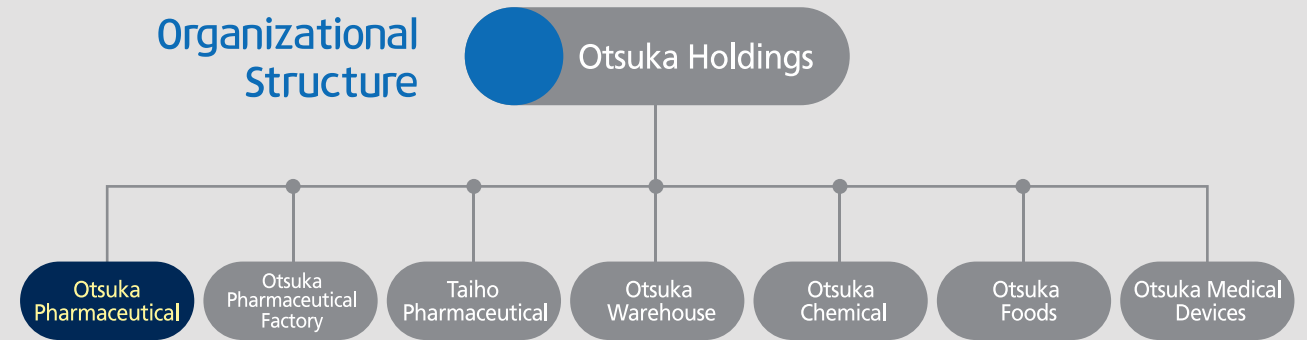 Organizational
Structure
Otsuka Holdings
Otsuka
Pharmaceutical
Otsuka
Pharmaceutical
Factory
Taiho
Pharmaceutical
Otsuka
Warehouse
Otsuka
Chemical
Otsuka
Foods
Otsuka Medical
Devices